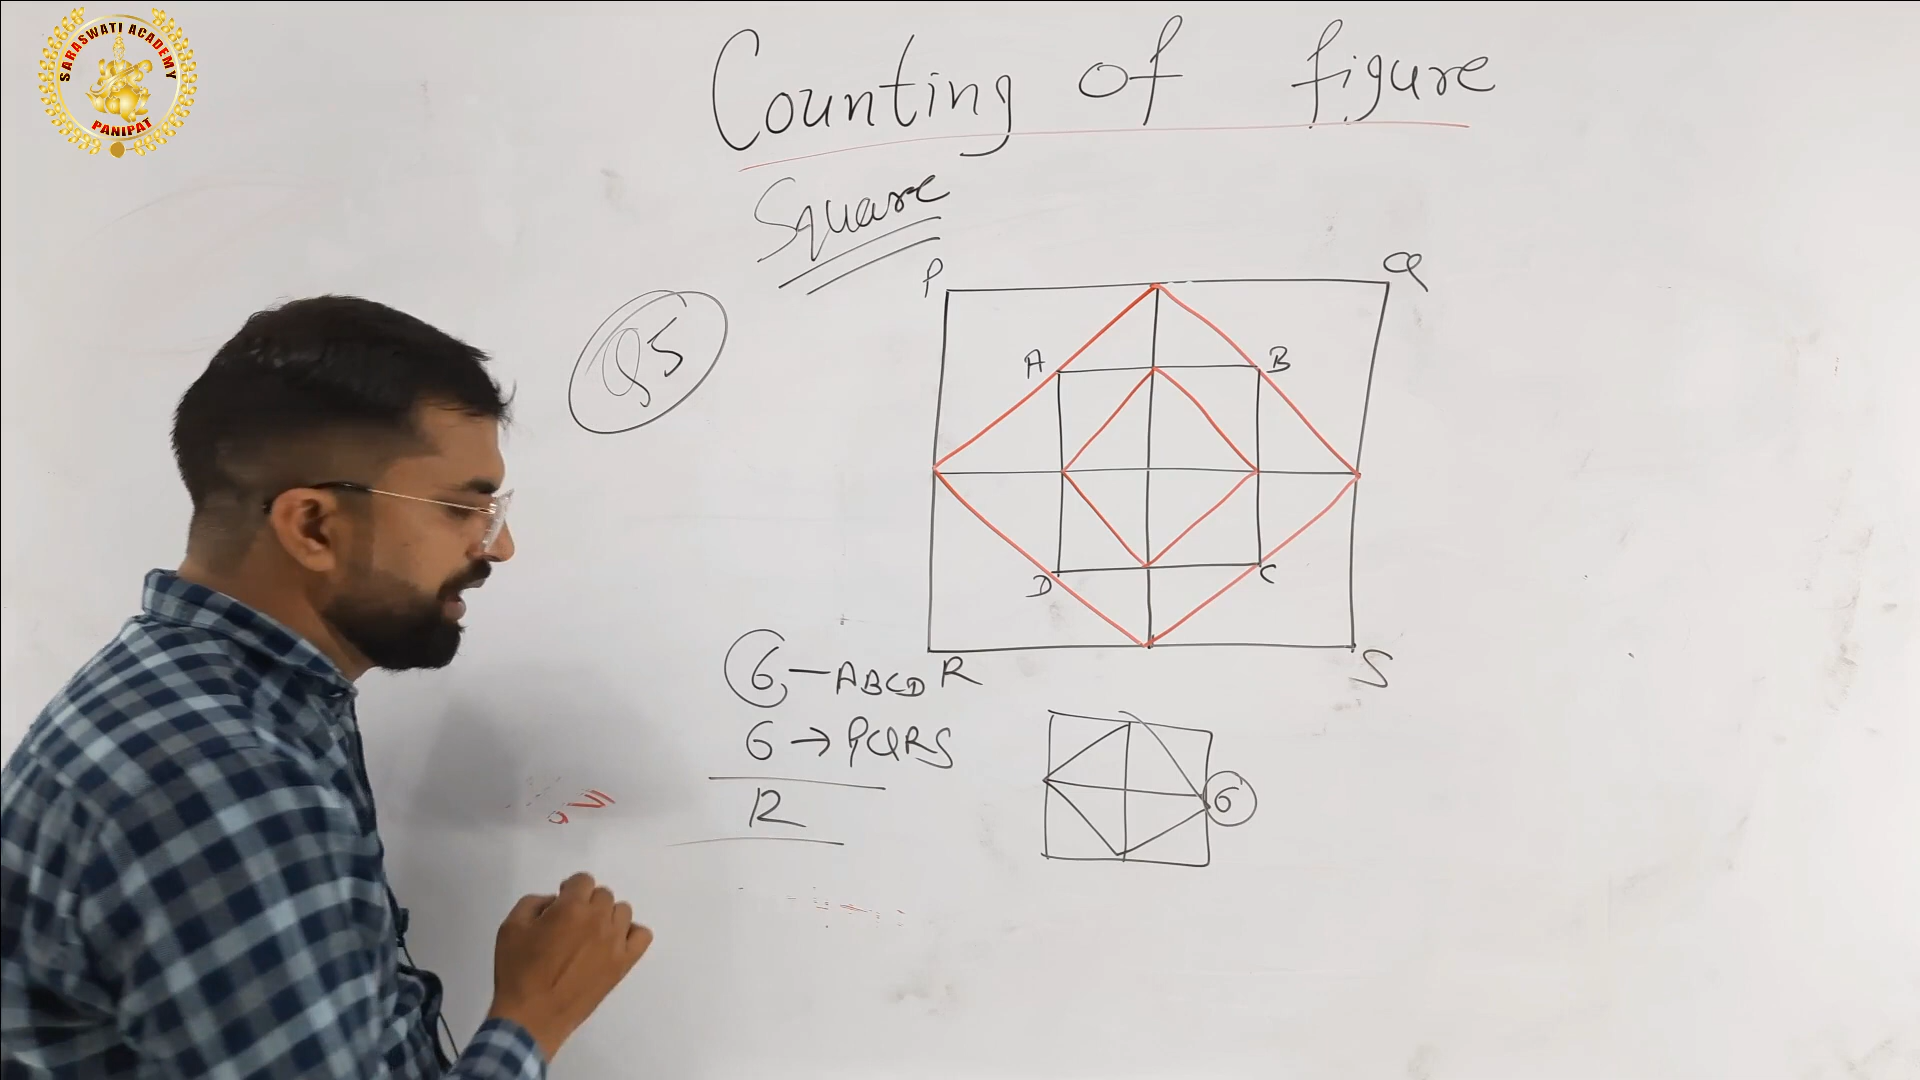 SARASWATI ACADEMY
PANIPAT
Counting of figure
Square
Q5
P Q
A B
D C
R S
6 - ABCD
6 → PQRS
12
6